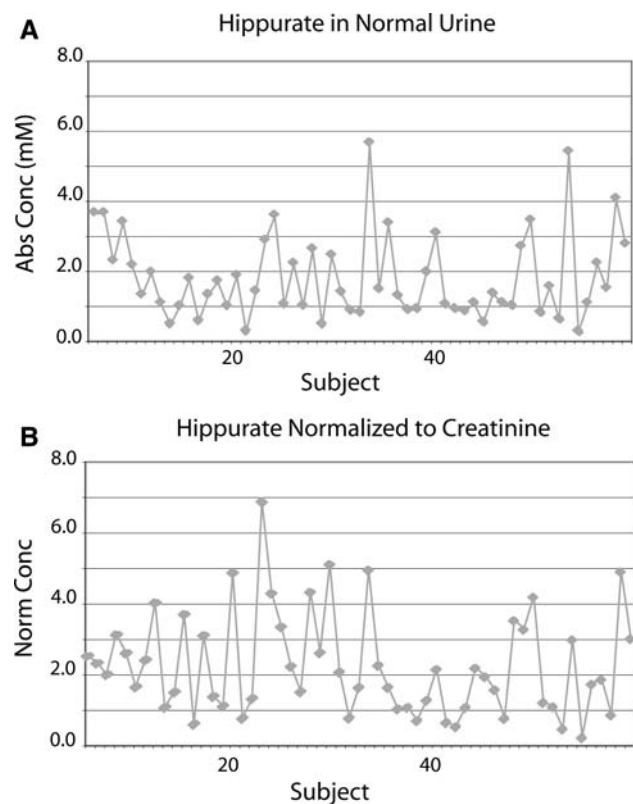 A
Hippurate in Normal Urine
8.0
6.0
4.0
2.0
0.0
Abs Conc (mM)
20
40
Subject
B
Hippurate Normalized to Creatinine
8.0
6.0
4.0
2.0
0.0
Norm Conc
20
40
Subject